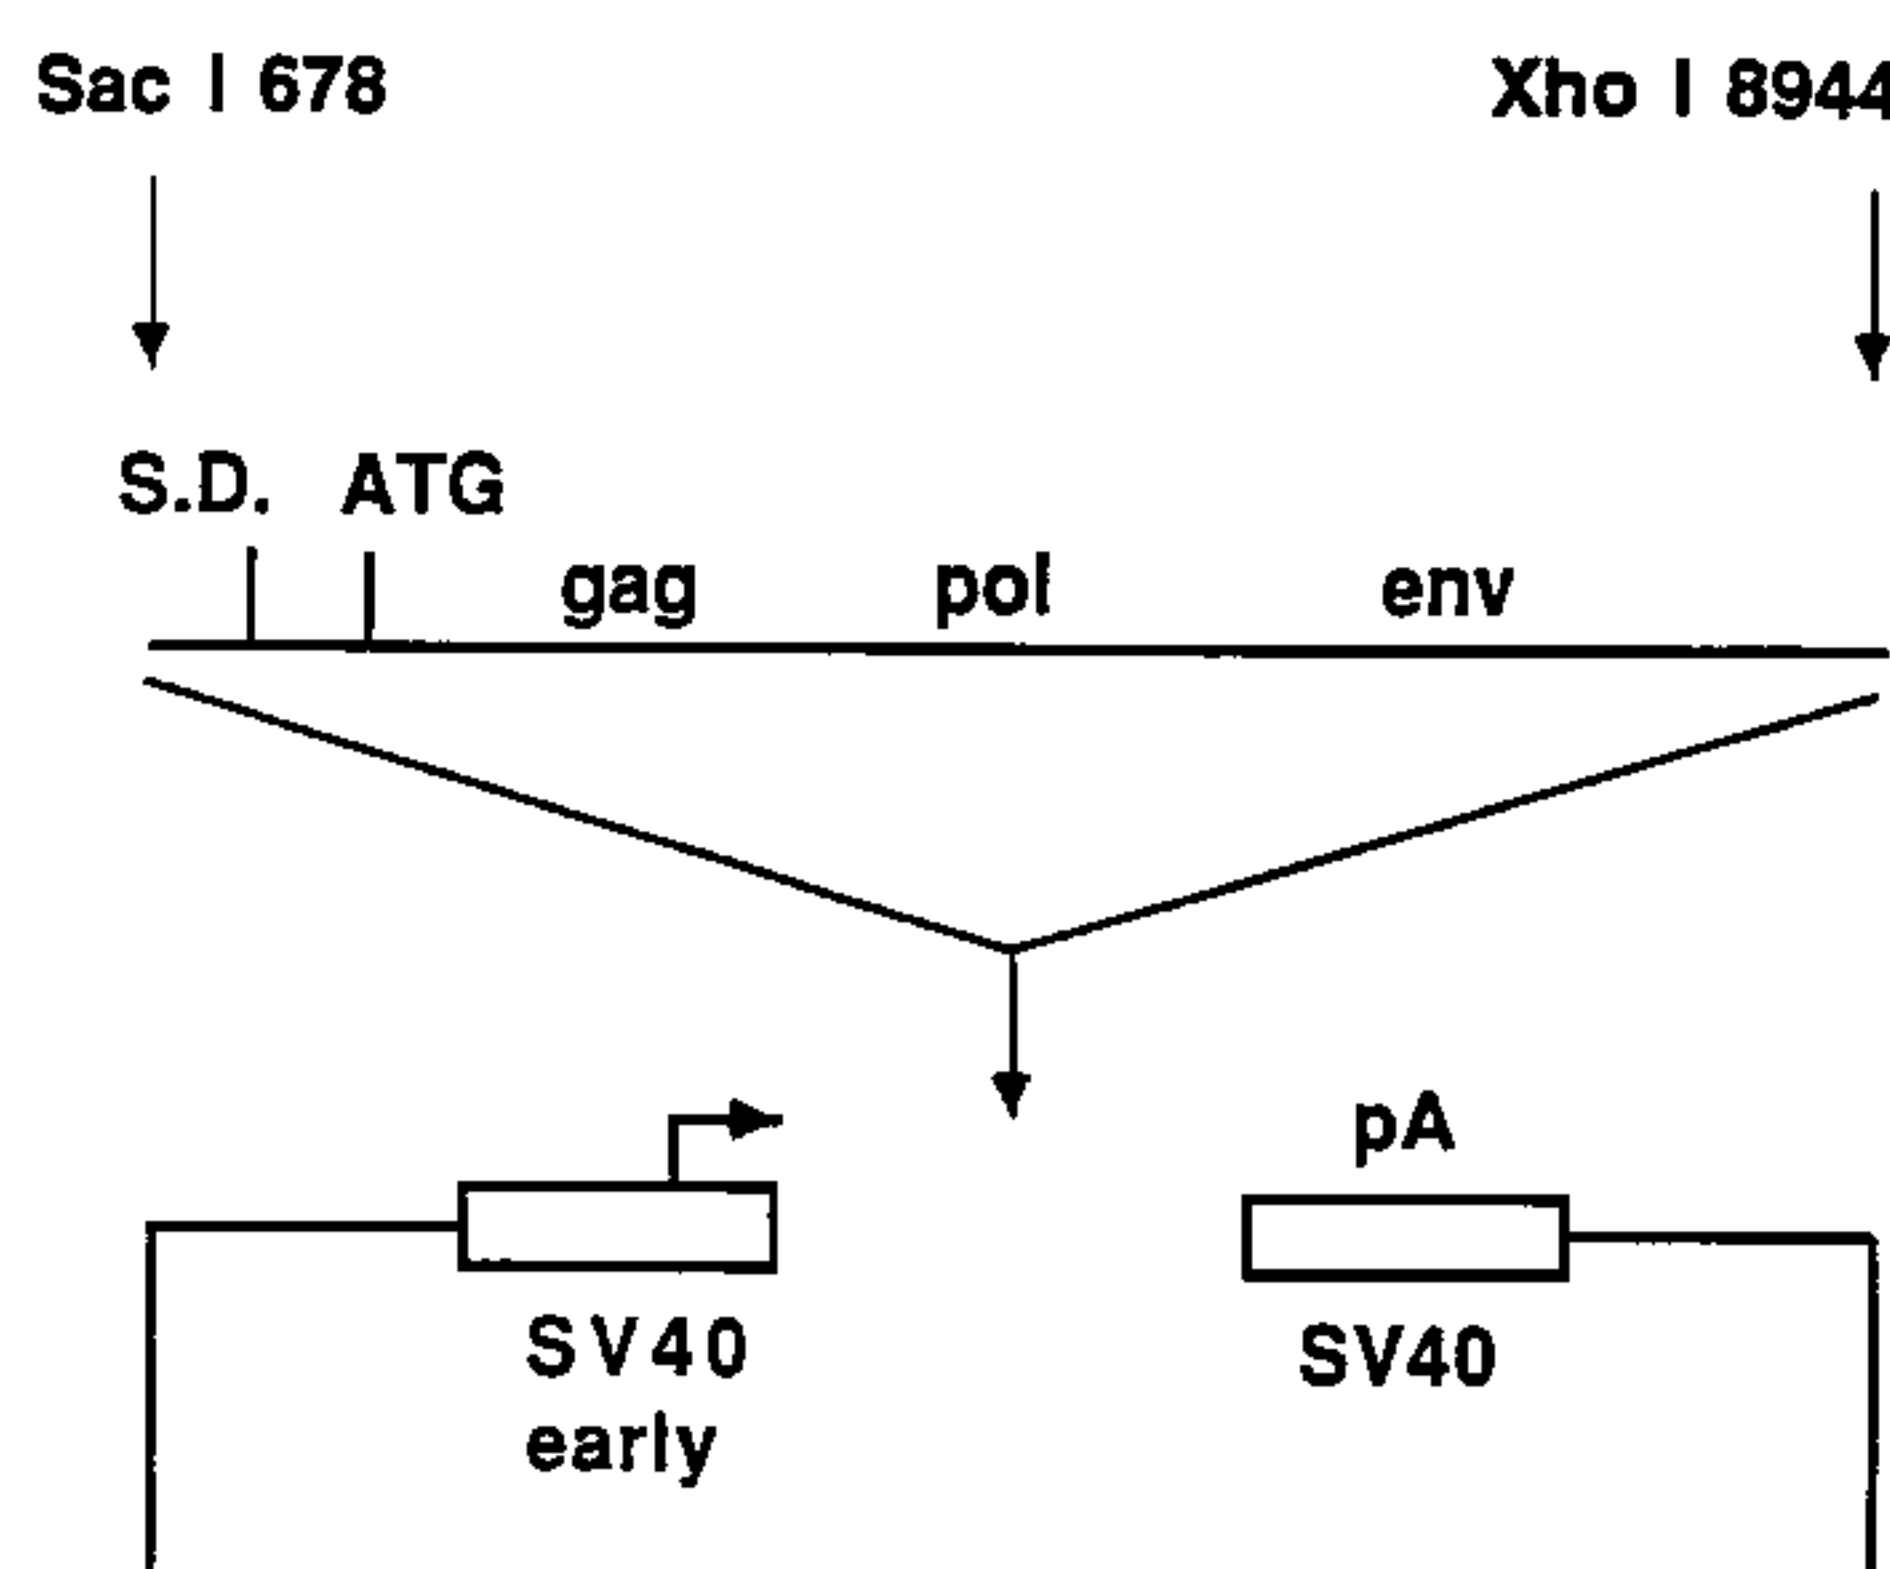 Sac I 678
Xho I 8944
S.D. ATG
gag pol env
pA
SV40
early
SV40